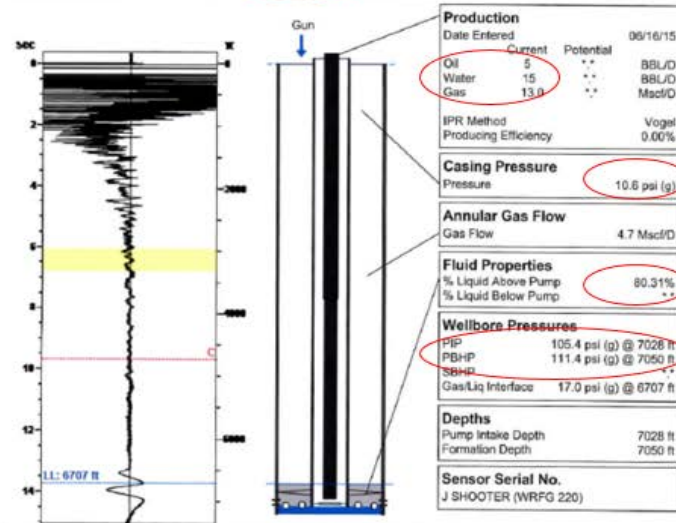 Sec
0
2
4
6
8
10
12
14
C
LL: 6707 ft
ft
0
2000
4000
6000
Gun
Production
Date Entered 06/16/15
Current Potential
Oil 5 *.* BBL/D
Water 15 *.* BBL/D
Gas 13.0 *.* Mscf/D
IPR Method Vogel
Producing Efficiency 0.00%
Casing Pressure
Pressure 10.6 psi (g)
Annular Gas Flow
Gas Flow 4.7 Mscf/D
Fluid Properties
% Liquid Above Pump 80.31%
% Liquid Below Pump *.*
Wellbore Pressures
PIP 105.4 psi (g) @ 7028 ft
PBHP 111.4 psi (g) @ 7050 ft
SBHP *.*
Gas/Liq Interface 17.0 psi (g) @ 6707 ft
Depths
Pump Intake Depth 7028 ft
Formation Depth 7050 ft
Sensor Serial No.
J SHOOTER (WRFG 220)